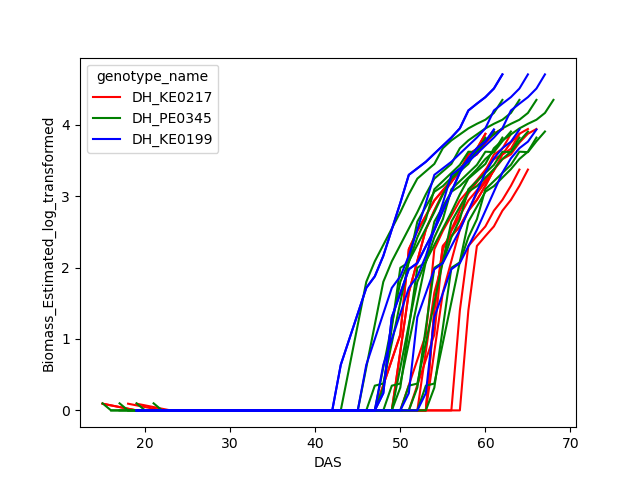 genotype_name
DH_KE0217
DH_PE0345
DH_KE0199
Biomass_Estimated_log_transformed
4
3
2
1
0
20 30 40 50 60 70
DAS